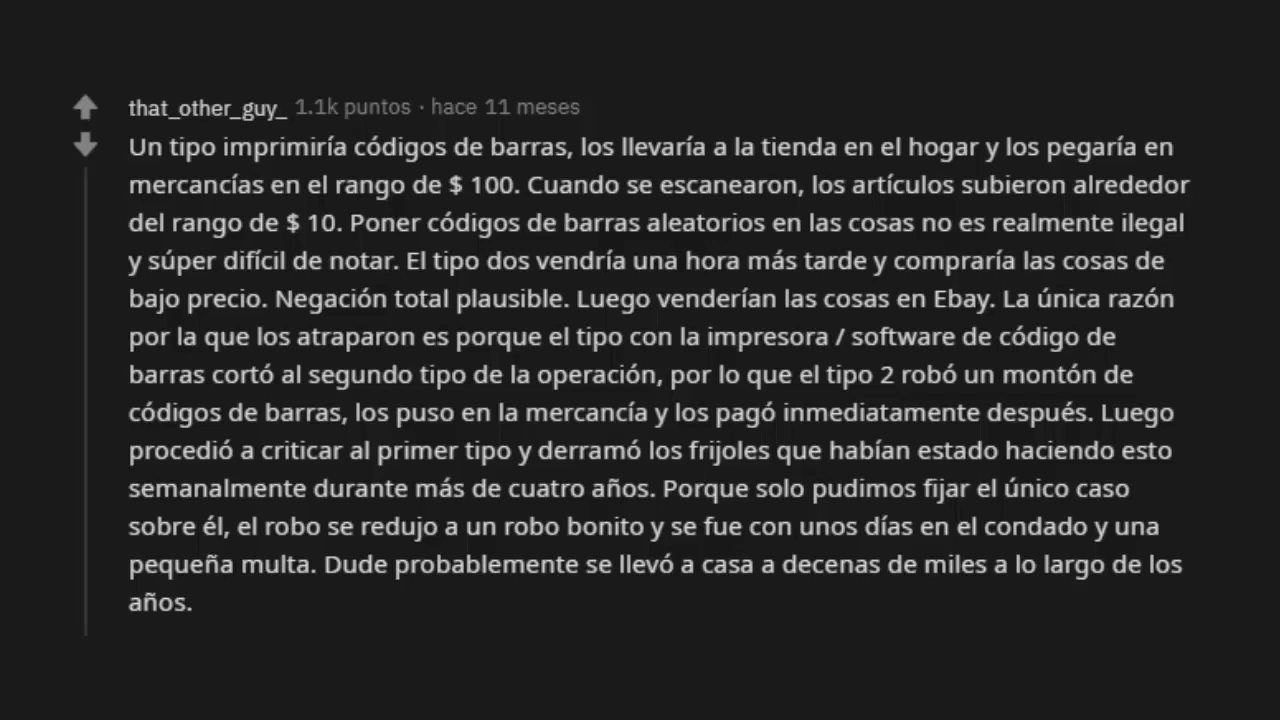 that_other_guy_ 1.1k puntos · hace 11 meses
Un tipo imprimiría códigos de barras, los llevaría a la tienda en el hogar y los pegaría en
mercancías en el rango de $ 100. Cuando se escanearon, los artículos subieron alrededor
del rango de $ 10. Poner códigos de barras aleatorios en las cosas no es realmente ilegal
y súper difícil de notar. El tipo dos vendría una hora más tarde y compraría las cosas de
bajo precio. Negación total plausible. Luego venderían las cosas en Ebay. La única razón
por la que los atraparon es porque el tipo con la impresora / software de código de
barras cortó al segundo tipo de la operación, por lo que el tipo 2 robó un montón de
códigos de barras, los puso en la mercancía y los pagó inmediatamente después. Luego
procedió a criticar al primer tipo y derramó los frijoles que habían estado haciendo esto
semanalmente durante más de cuatro años. Porque solo pudimos fijar el único caso
sobre él, el robo se redujo a un robo bonito y se fue con unos días en el condado y una
pequeña multa. Dude probablemente se llevó a casa a decenas de miles a lo largo de los
años.